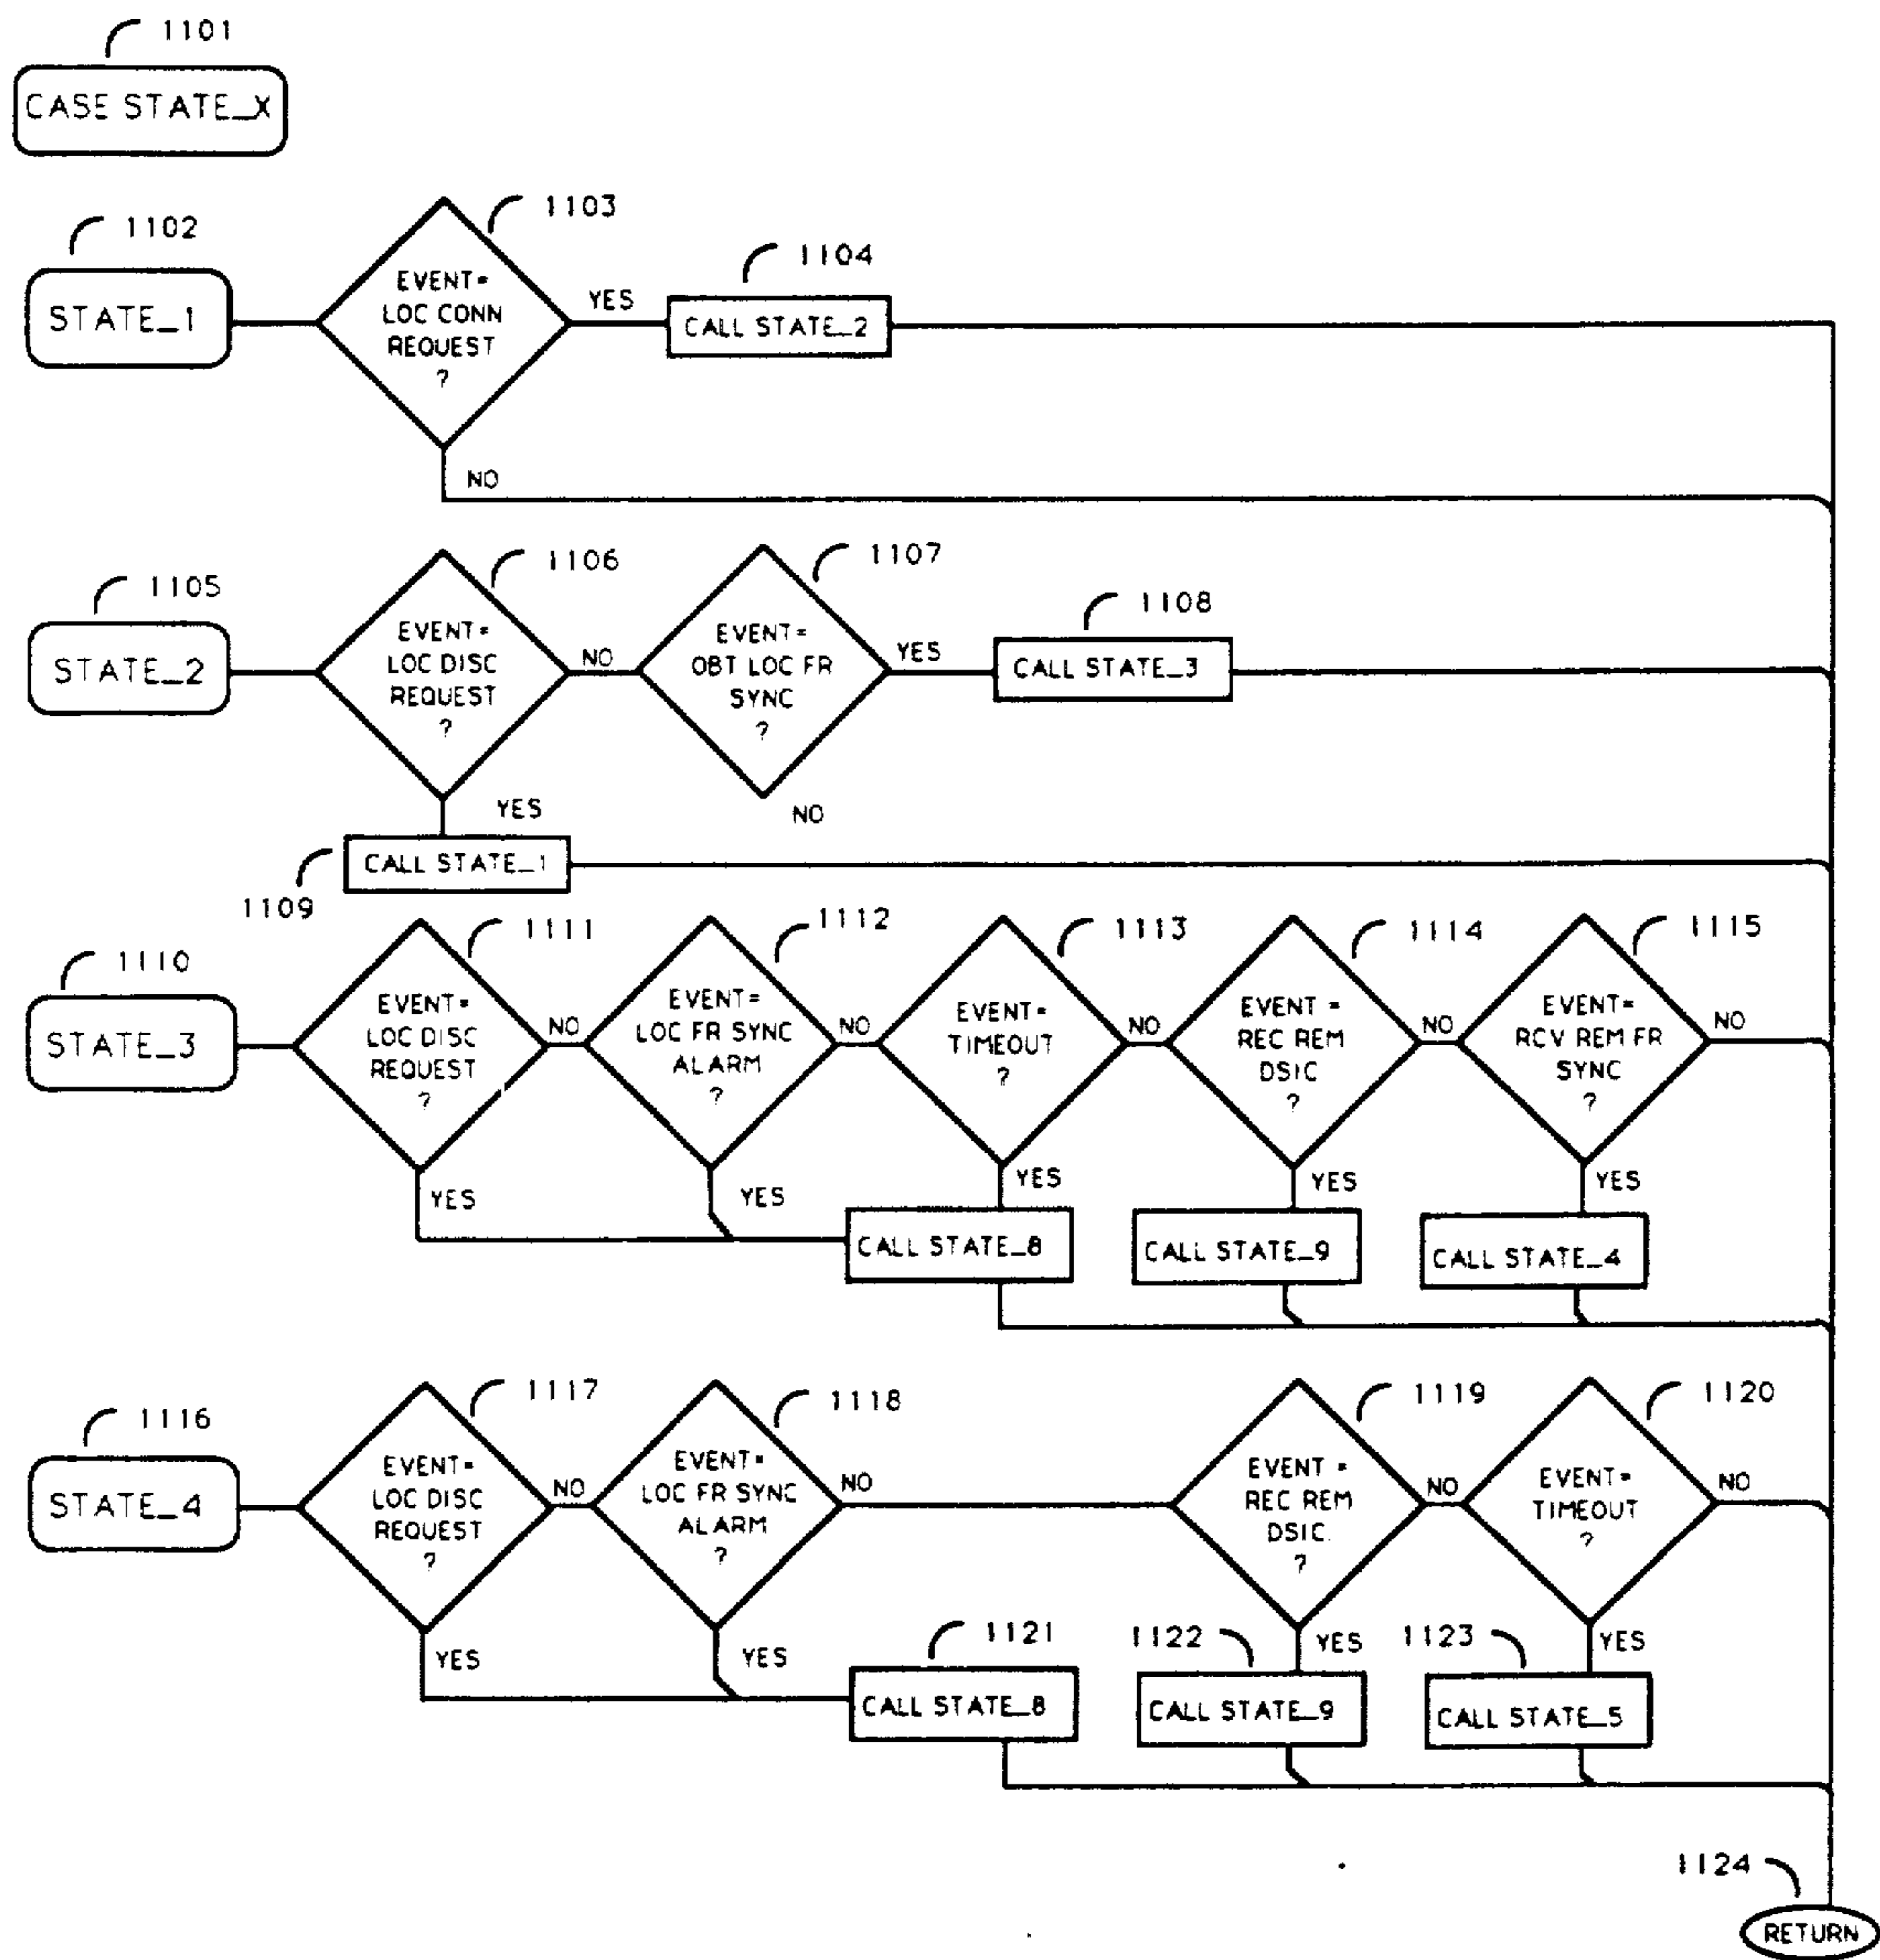 1101
CASE STATE_X
1102
STATE_1
1103
EVENT=
LOC CONN
REQUEST
?
YES
1104
CALL STATE_2
NO
1105
STATE_2
1106
EVENT=
LOC DISC
REQUEST
?
NO
1107
EVENT=
OBT LOC FR
SYNC
?
YES
1108
CALL STATE_3
YES
NO
CALL STATE_1
1109
1110
STATE_3
1111
EVENT=
LOC DISC
REQUEST
?
NO
1112
EVENT=
LOC FR SYNC
ALARM
?
NO
1113
EVENT=
TIMEOUT
?
NO
1114
EVENT =
REC REM
DSIC
?
NO
1115
EVENT=
RCV REM FR
SYNC
?
NO
YES
YES
YES
YES
YES
CALL STATE_8
CALL STATE_9
CALL STATE_4
1116
STATE_4
1117
EVENT=
LOC DISC
REQUEST
?
NO
1118
EVENT=
LOC FR SYNC
ALARM
?
NO
1119
EVENT =
REC REM
DSIC.
?
NO
1120
EVENT=
TIMEOUT
?
NO
YES
YES
1121
CALL STATE_8
1122
YES
CALL STATE_9
1123
YES
CALL STATE_5
1124
RETURN